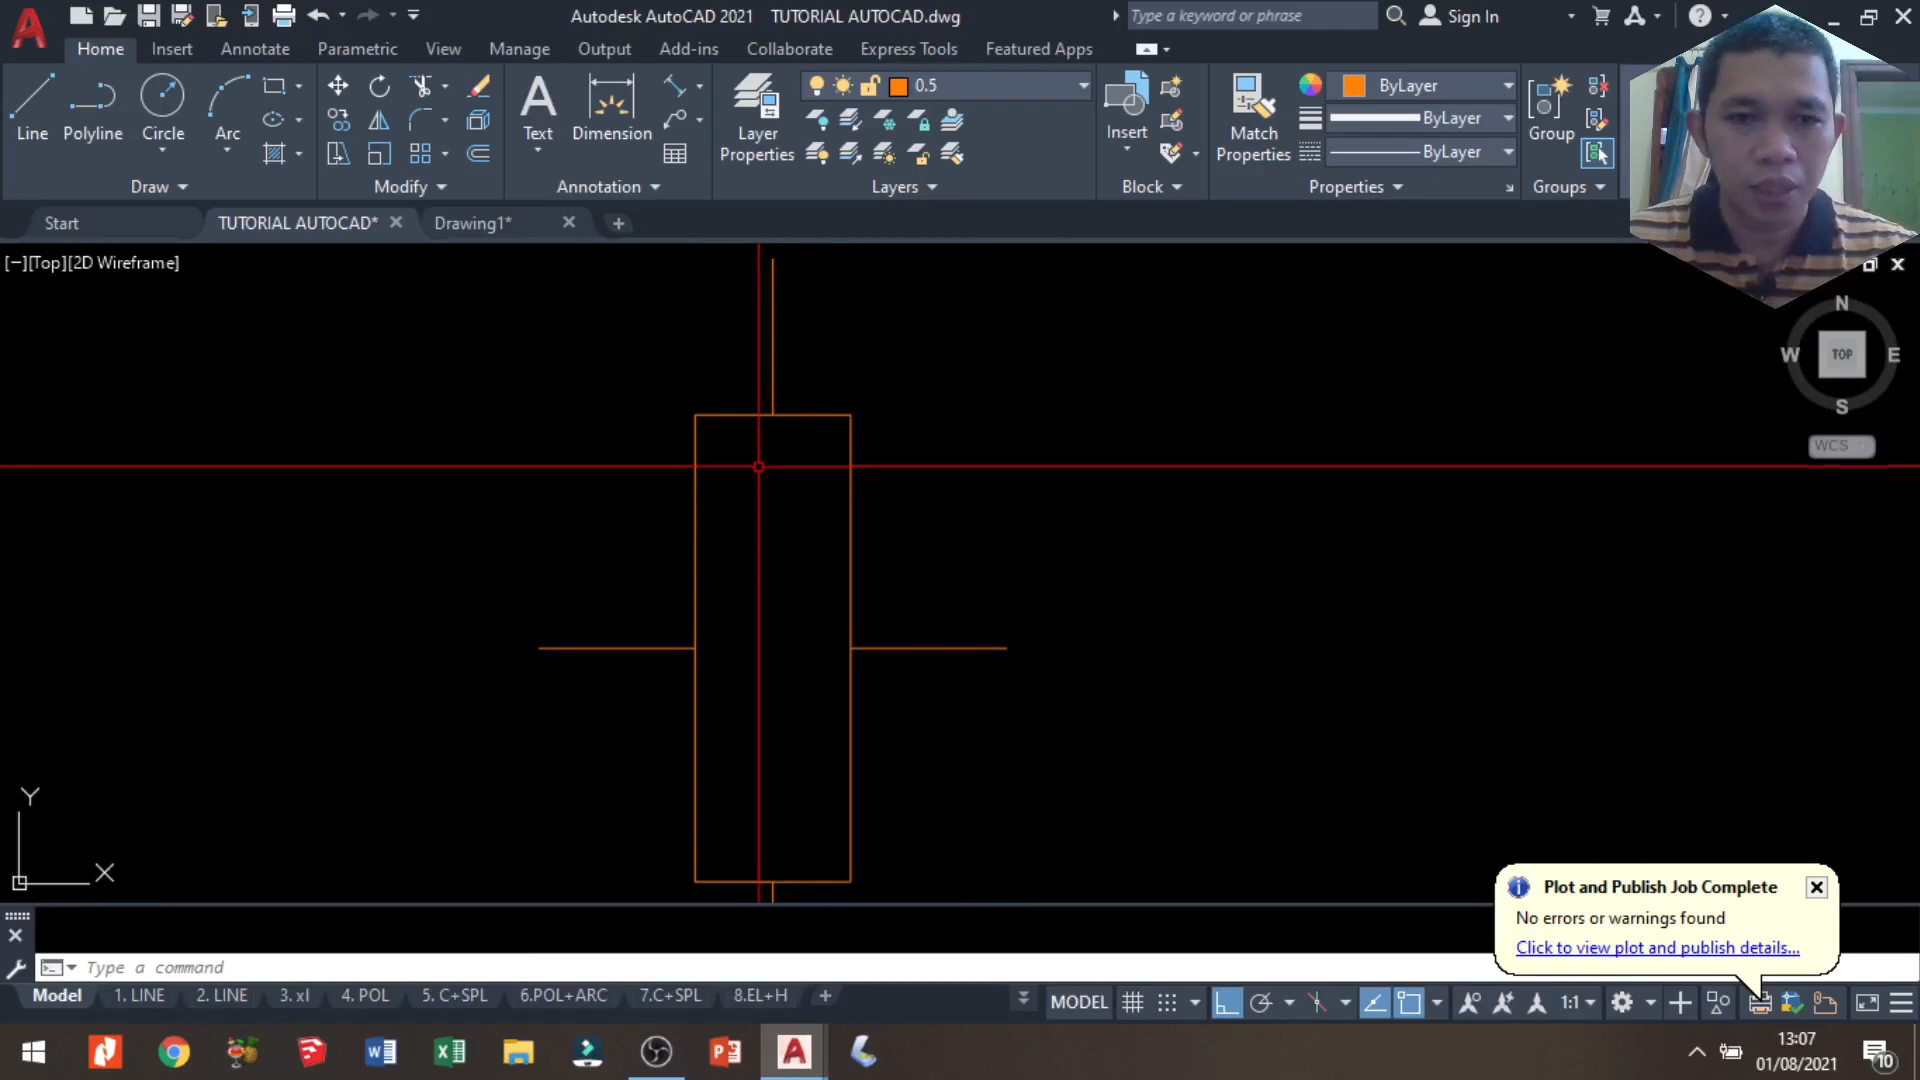 Autodesk AutoCAD 2021 TUTORIAL AUTOCAD.dwg
Type a keyword or phrase
Sign In
Home Insert Annotate Parametric View Manage Output Add-ins Collaborate Express Tools Featured Apps
Line Polyline Circle Arc
Text Dimension
Layer Properties
0.5
Insert
Match Properties
ByLayer
ByLayer
ByLayer
Group
Draw Modify Annotation Layers Block Properties Groups
Start TUTORIAL AUTOCAD* Drawing1*
[−][Top][2D Wireframe]
N
W TOP E
S
WCS
Y
X
Plot and Publish Job Complete
No errors or warnings found
Click to view plot and publish details...
Type a command
Model 1. LINE 2. LINE 3. xl 4. POL 5. C+SPL 6.POL+ARC 7.C+SPL 8.EL+H
MODEL 1:1
13:07
01/08/2021
10